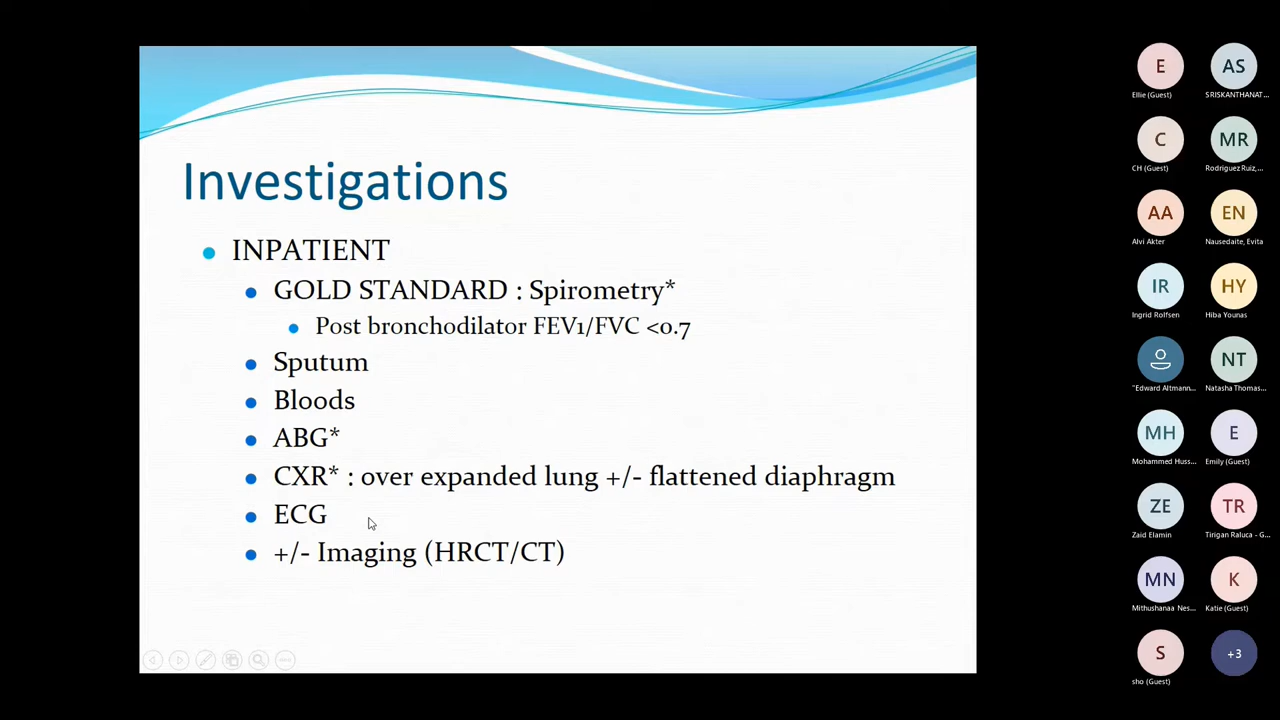 Investigations
INPATIENT
GOLD STANDARD : Spirometry*
Post bronchodilator FEV1/FVC <0.7
Sputum
Bloods
ABG*
CXR* : over expanded lung +/- flattened diaphragm
ECG
+/- Imaging (HRCT/CT)
E
Ellie (Guest)
AS
SRISKANTHANAT...
C
CH (Guest)
MR
Rodriguez Ruiz,...
AA
Alvi Akter
EN
Nausedaite, Evita
IR
Ingrid Rolfsen
HY
Hiba Younas
"Edward Altmann...
NT
Natasha Thomas...
MH
Mohammed Huss...
E
Emily (Guest)
ZE
Zaid Elamin
TR
Tirigan Raluca - G...
MN
Mithushanaa Nes...
K
Katie (Guest)
S
sho (Guest)
+3